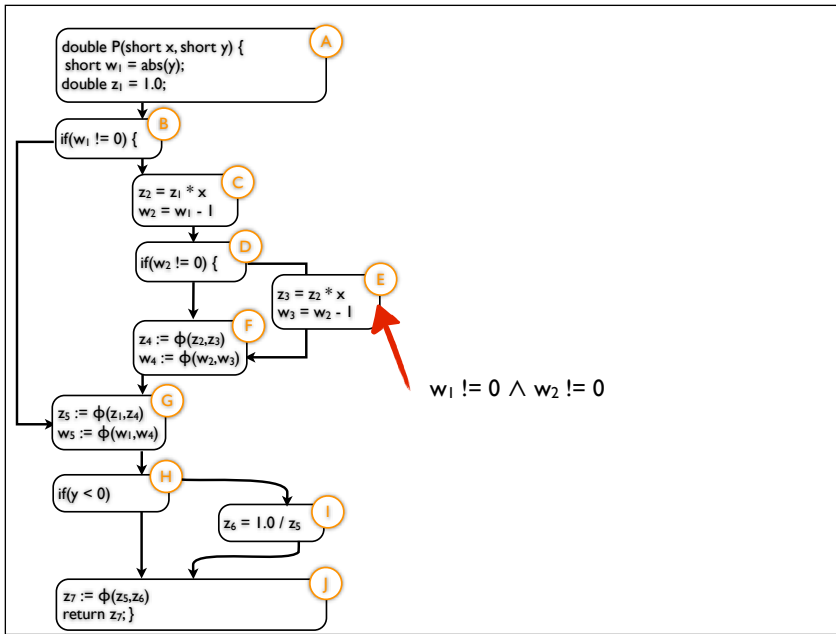 A
double P(short x, short y) {
short w₁ = abs(y);
double z₁ = 1.0;
B
if(w₁ != 0) {
C
z₂ = z₁ * x
w₂ = w₁ - 1
D
if(w₂ != 0) {
E
z₃ = z₂ * x
w₃ = w₂ - 1
F
z₄ := ϕ(z₂,z₃)
w₄ := ϕ(w₂,w₃)
w₁ != 0 ∧ w₂ != 0
G
z₅ := ϕ(z₁,z₄)
w₅ := ϕ(w₁,w₄)
H
if(y < 0)
I
z₆ = 1.0 / z₅
J
z₇ := ϕ(z₅,z₆)
return z₇; }